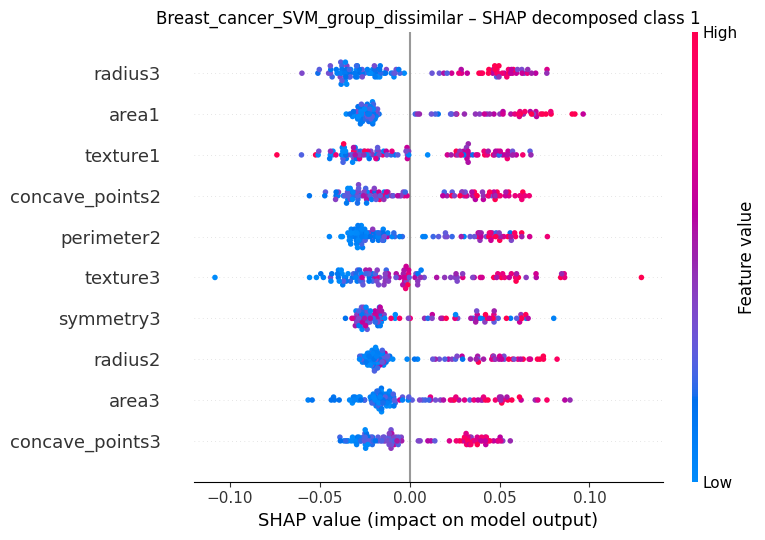 Breast_cancer_SVM_group_dissimilar – SHAP decomposed class 1
High
radius3
area1
texture1
concave_points2
perimeter2
texture3
symmetry3
radius2
area3
concave_points3
Feature value
Low
−0.10 −0.05 0.00 0.05 0.10
SHAP value (impact on model output)